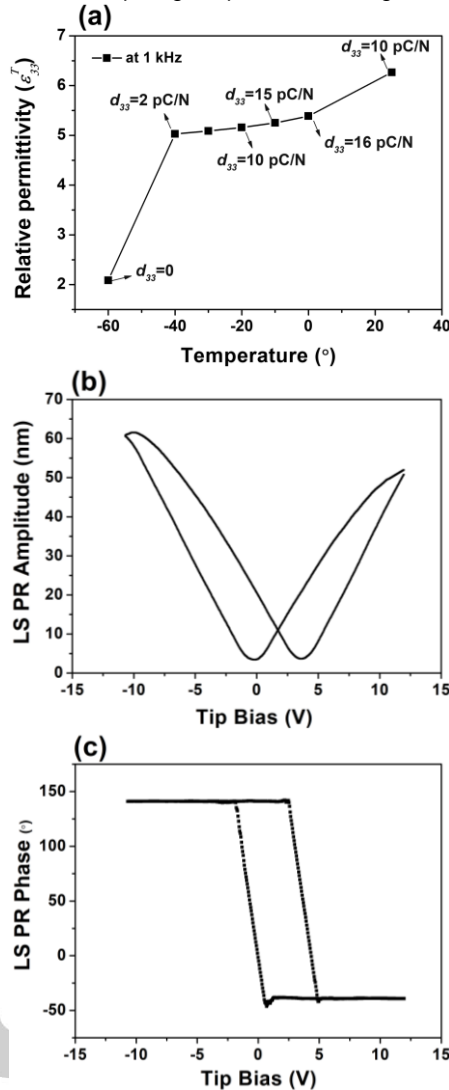 (a)
Relative permittivity (ε^T_33)
at 1 kHz
d33=10 pC/N
d33=2 pC/N
d33=15 pC/N
d33=10 pC/N
d33=16 pC/N
d33=0
7
6
5
4
3
2
-60 -40 -20 0 20 40
Temperature (°)
(b)
LS PR Amplitude (nm)
70
60
50
40
30
20
10
0
-15 -10 -5 0 5 10 15
Tip Bias (V)
(c)
LS PR Phase (°)
150
100
50
0
-50
-15 -10 -5 0 5 10 15
Tip Bias (V)